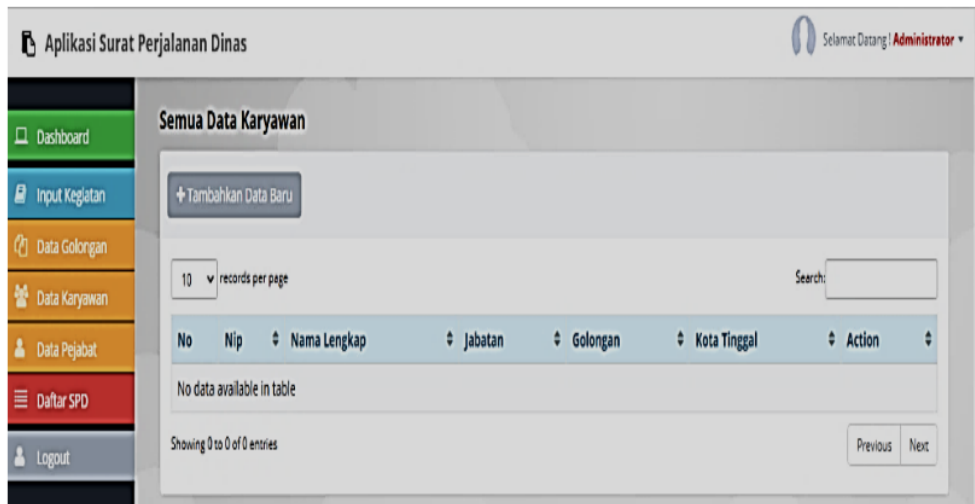 Aplikasi Surat Perjalanan Dinas
Selamat Datang ! Administrator
Dashboard
Input Kegiatan
Data Golongan
Data Karyawan
Data Pejabat
Daftar SPD
Logout
Semua Data Karyawan
+Tambahkan Data Baru
10 records per page
Search:
No Nip Nama Lengkap Jabatan Golongan Kota Tinggal Action
No data available in table
Showing 0 to 0 of 0 entries
Previous Next